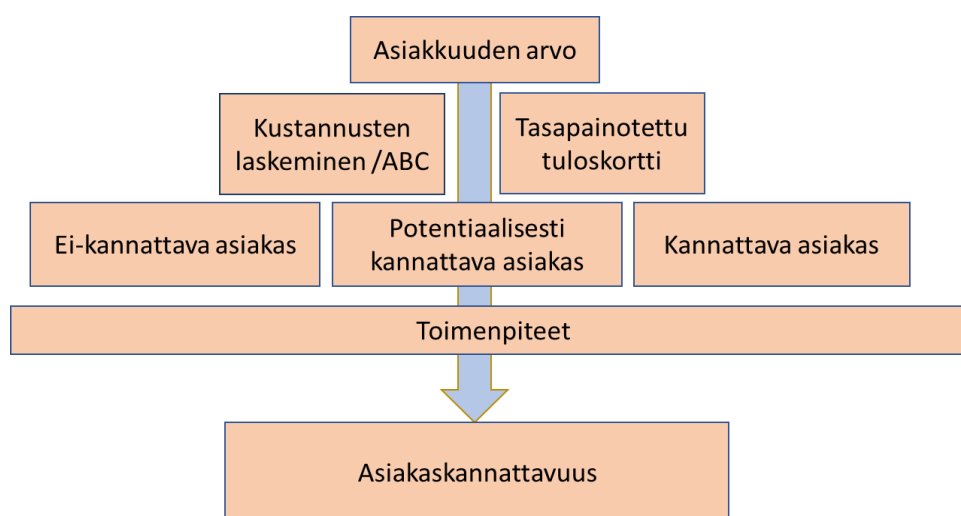 Asiakkuuden arvo
Kustannusten
laskeminen /ABC
Tasapainotettu
tuloskortti
Ei-kannattava asiakas
Potentiaalisesti
kannattava asiakas
Kannattava asiakas
Toimenpiteet
Asiakaskannattavuus